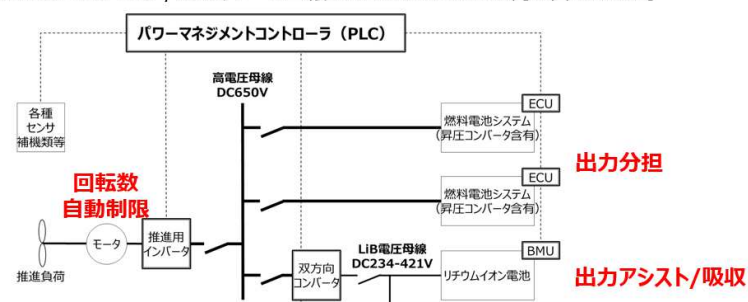 パワーマネジメントコントローラ（PLC）
高電圧母線
DC650V
各種
センサ
補機類等
ECU
燃料電池システム
(昇圧コンバータ含有)
出力分担
ECU
燃料電池システム
(昇圧コンバータ含有)
回転数
自動制限
モータ
推進用
インバータ
推進負荷
双方向
コンバータ
LiB電圧母線
DC234-421V
BMU
リチウムイオン電池
出力アシスト/吸収